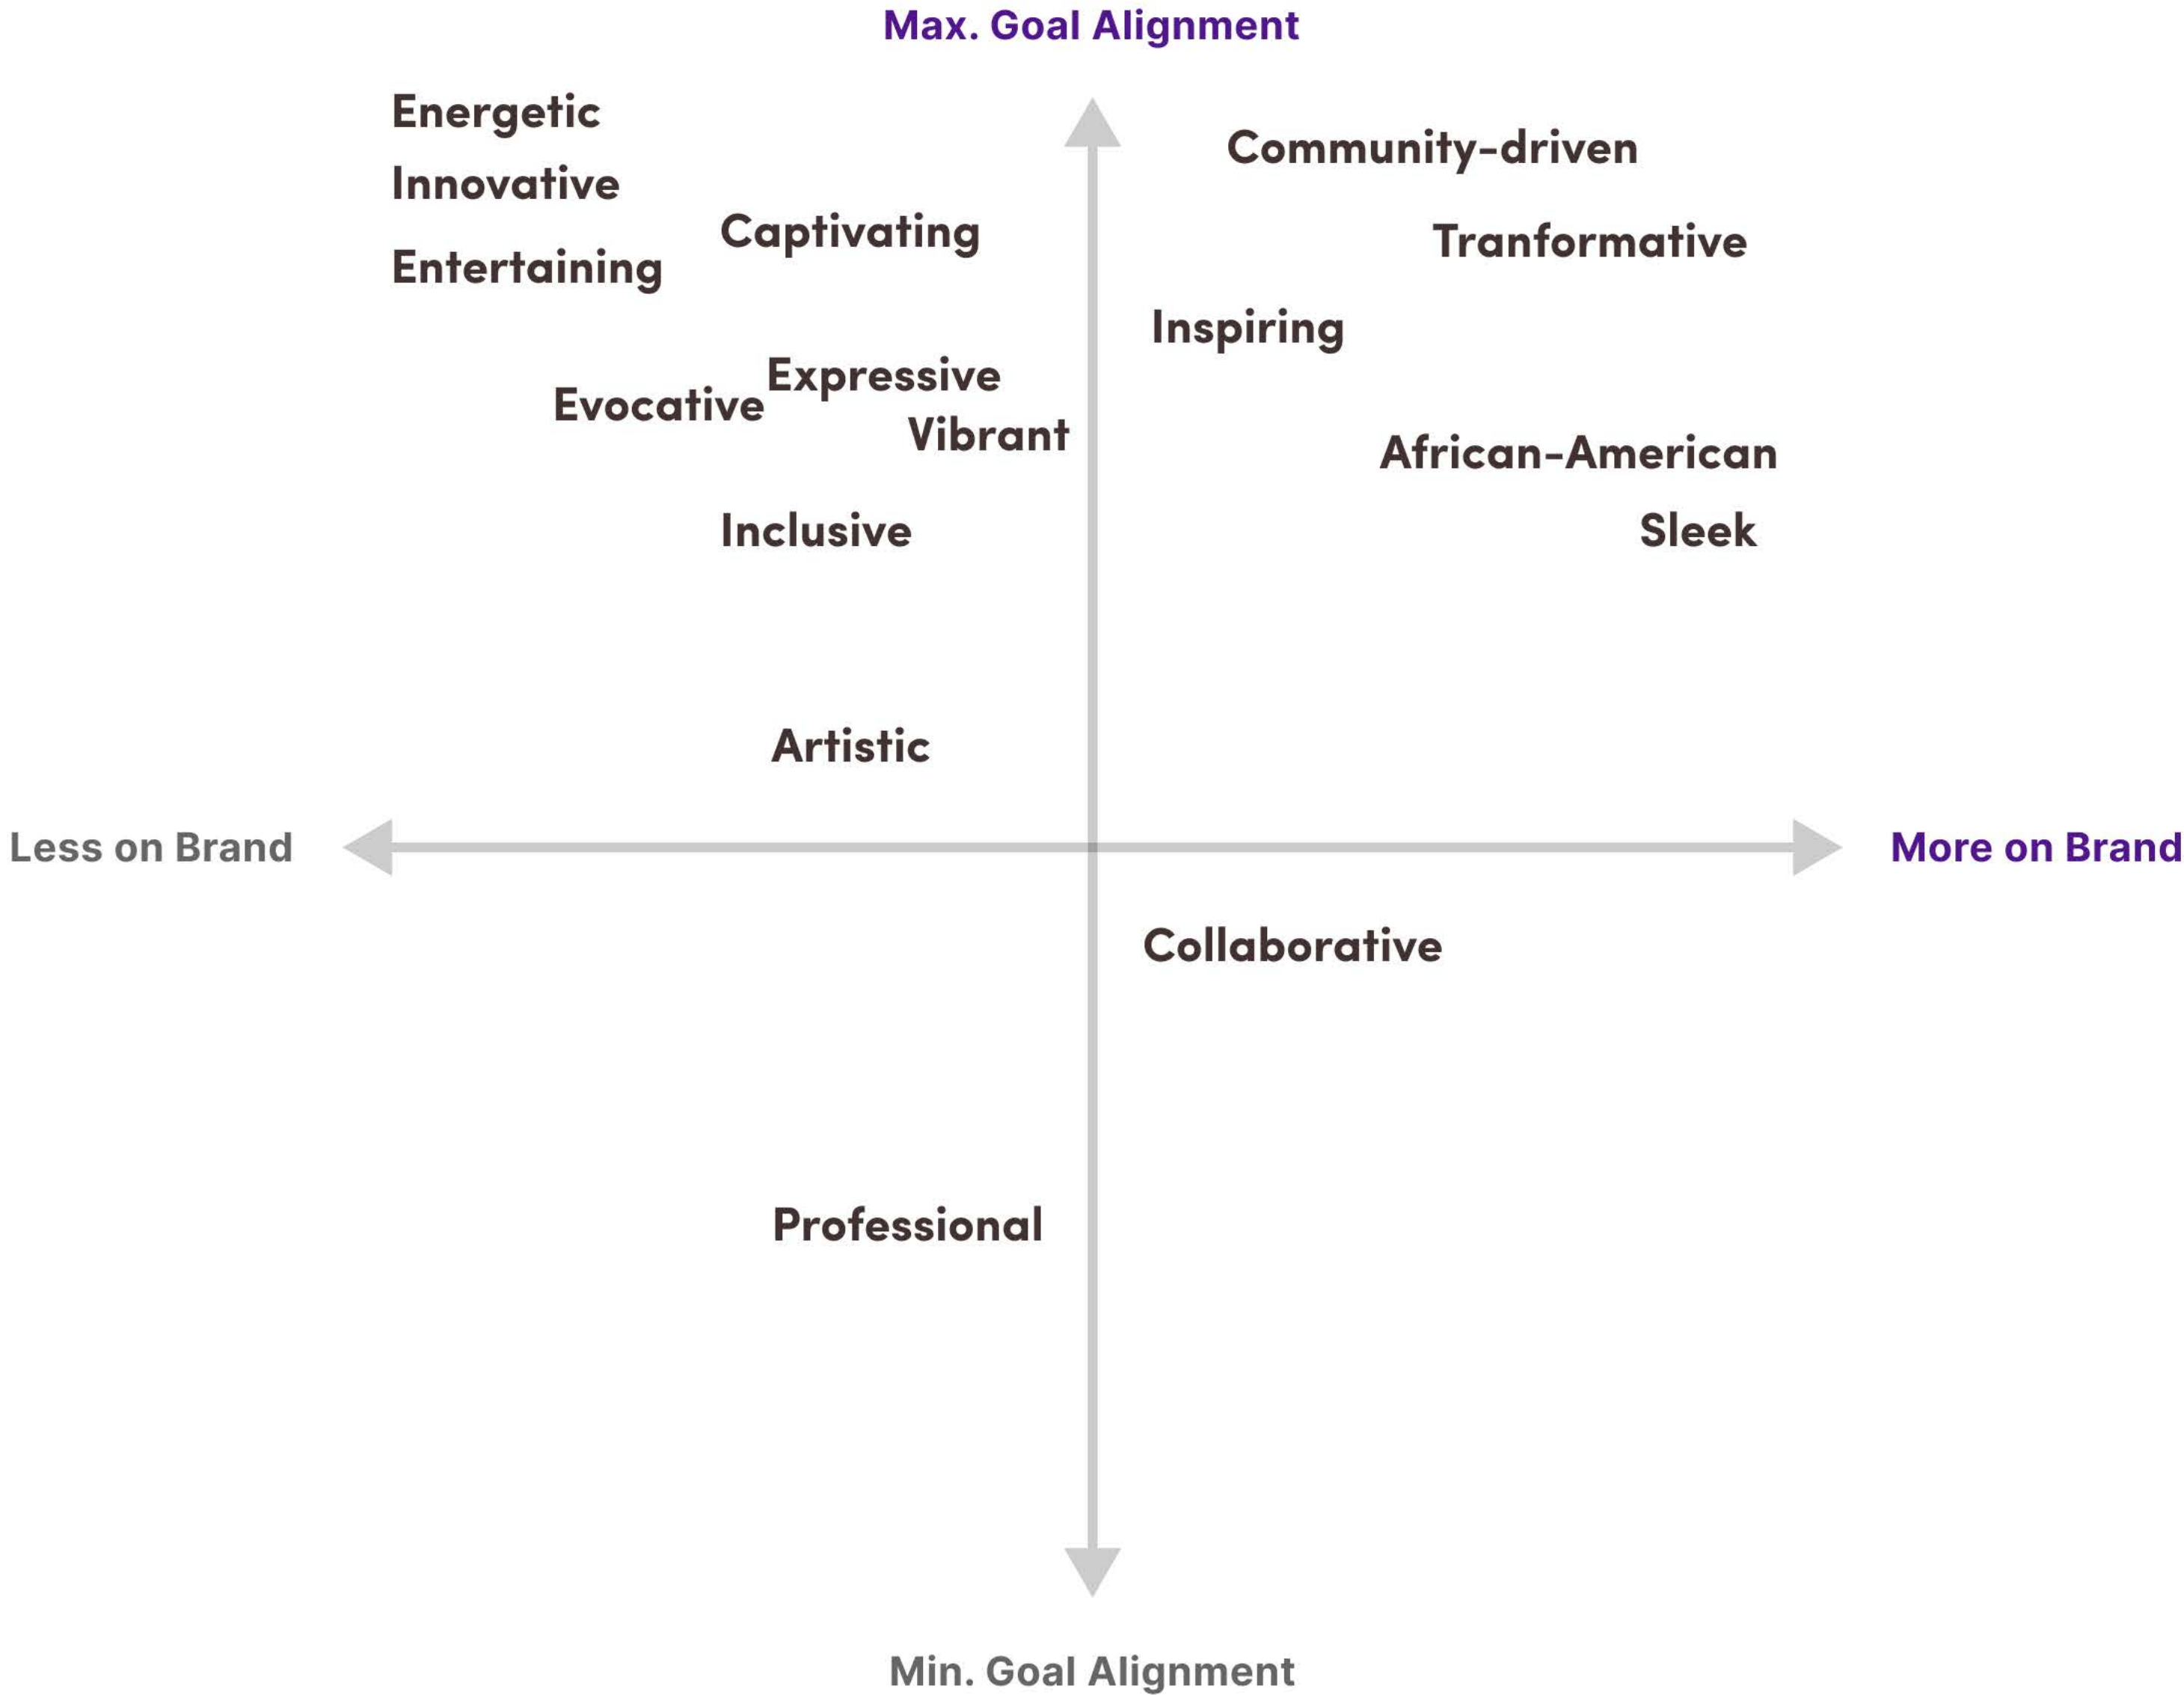 Max. Goal Alignment
Energetic
Community-driven
Innovative
Captivating
Tranformative
Entertaining
Inspiring
Expressive
Evocative
Vibrant
African-American
Inclusive
Sleek
Artistic
Less on Brand
More on Brand
Collaborative
Professional
Min. Goal Alignment